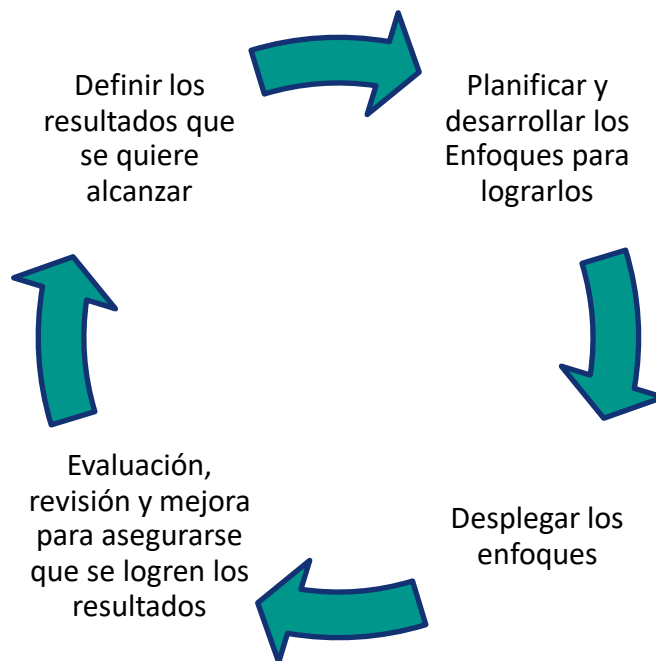 Definir los
resultados que
se quiere
alcanzar
Planificar y
desarrollar los
Enfoques para
lograrlos
Desplegar los
enfoques
Evaluación,
revisión y mejora
para asegurarse
que se logren los
resultados